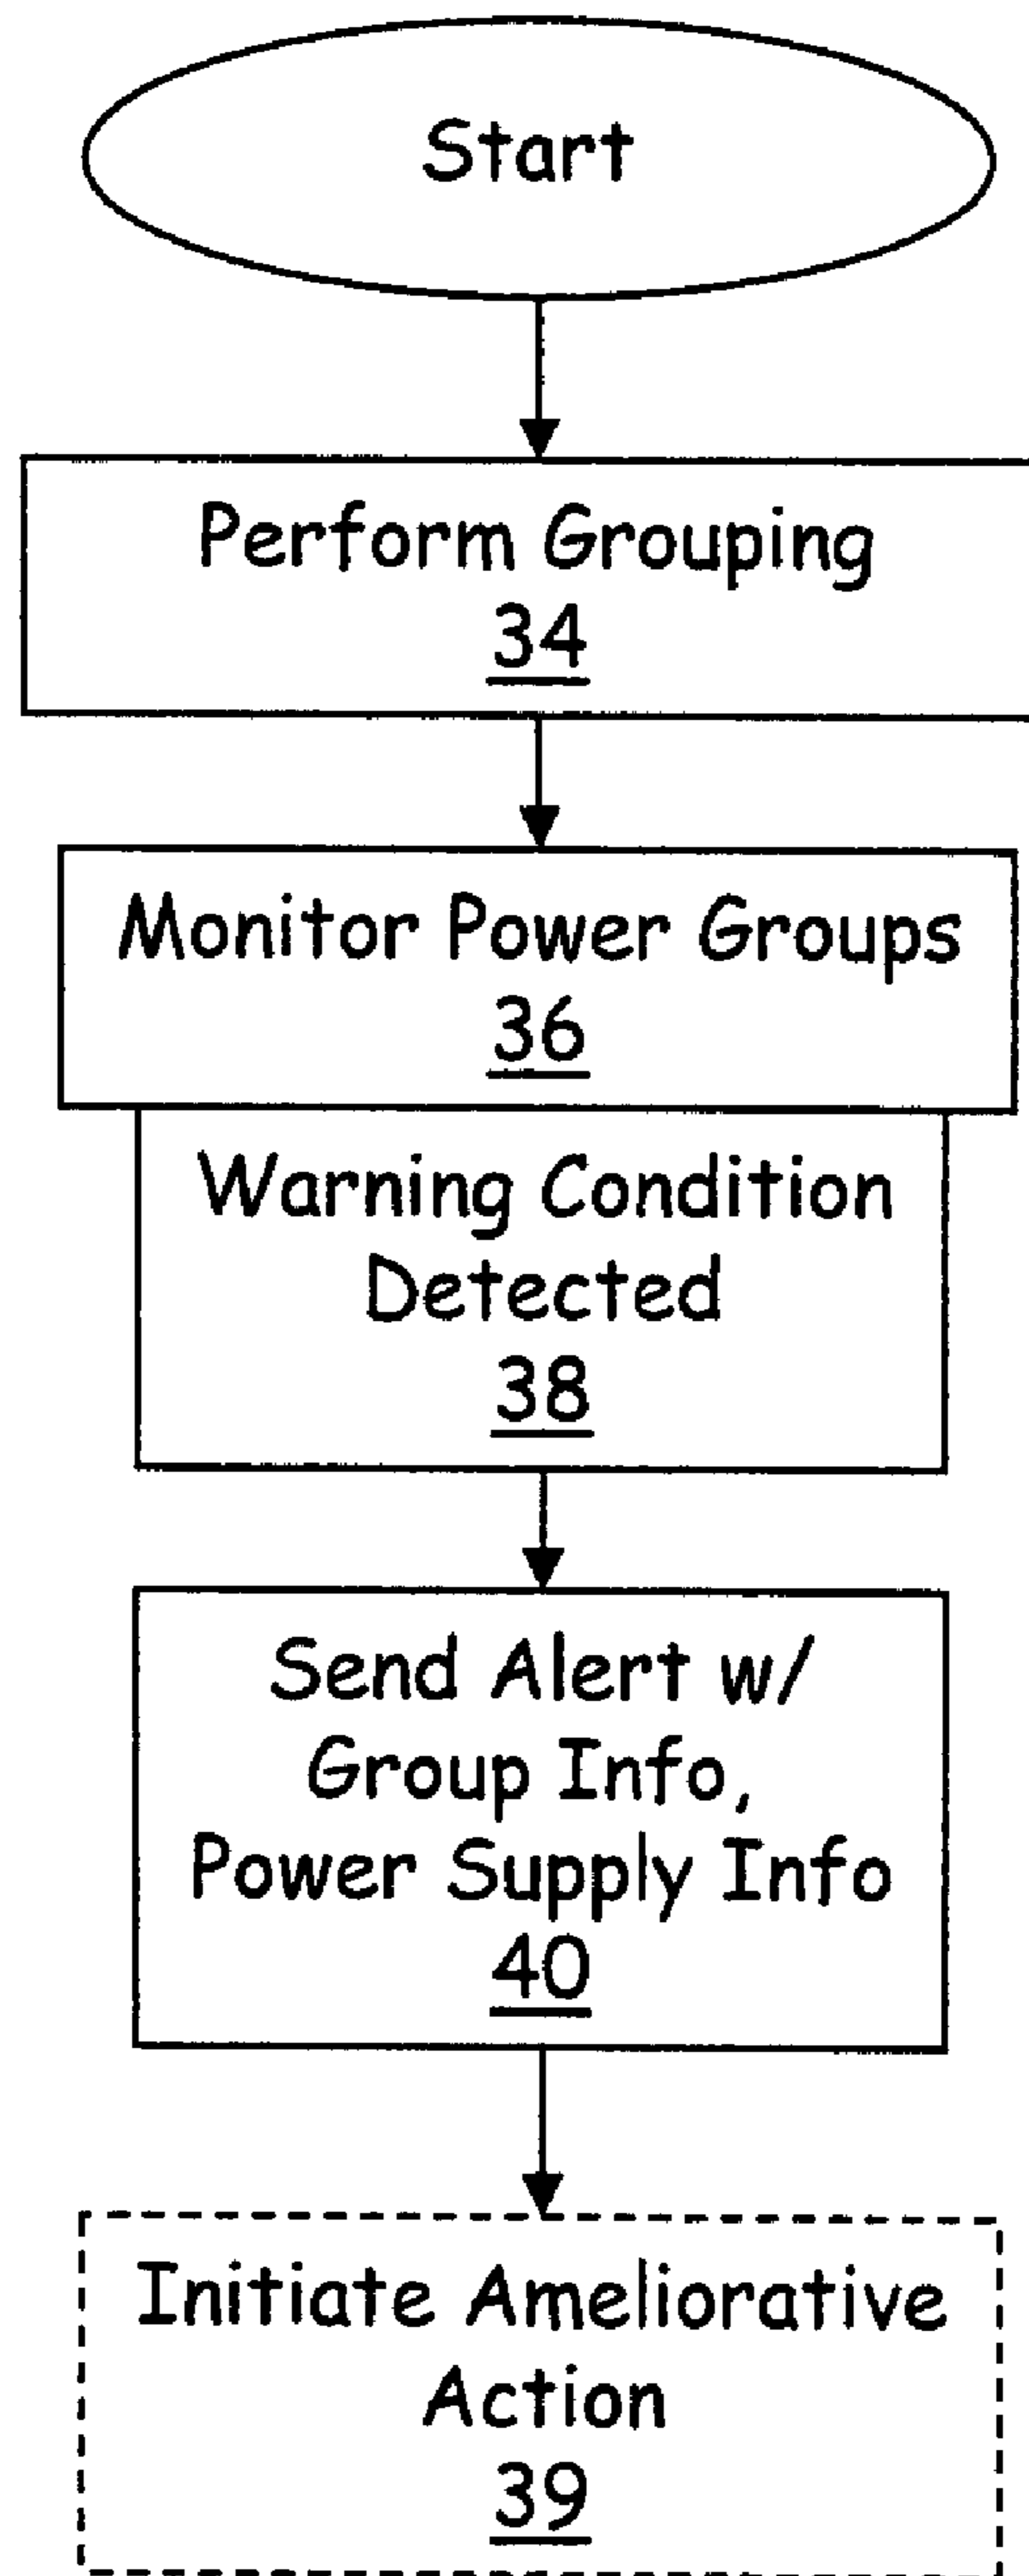 Start
Perform Grouping
34
Monitor Power Groups
36
Warning Condition
Detected
38
Send Alert w/
Group Info,
Power Supply Info
40
Initiate Ameliorative
Action
39